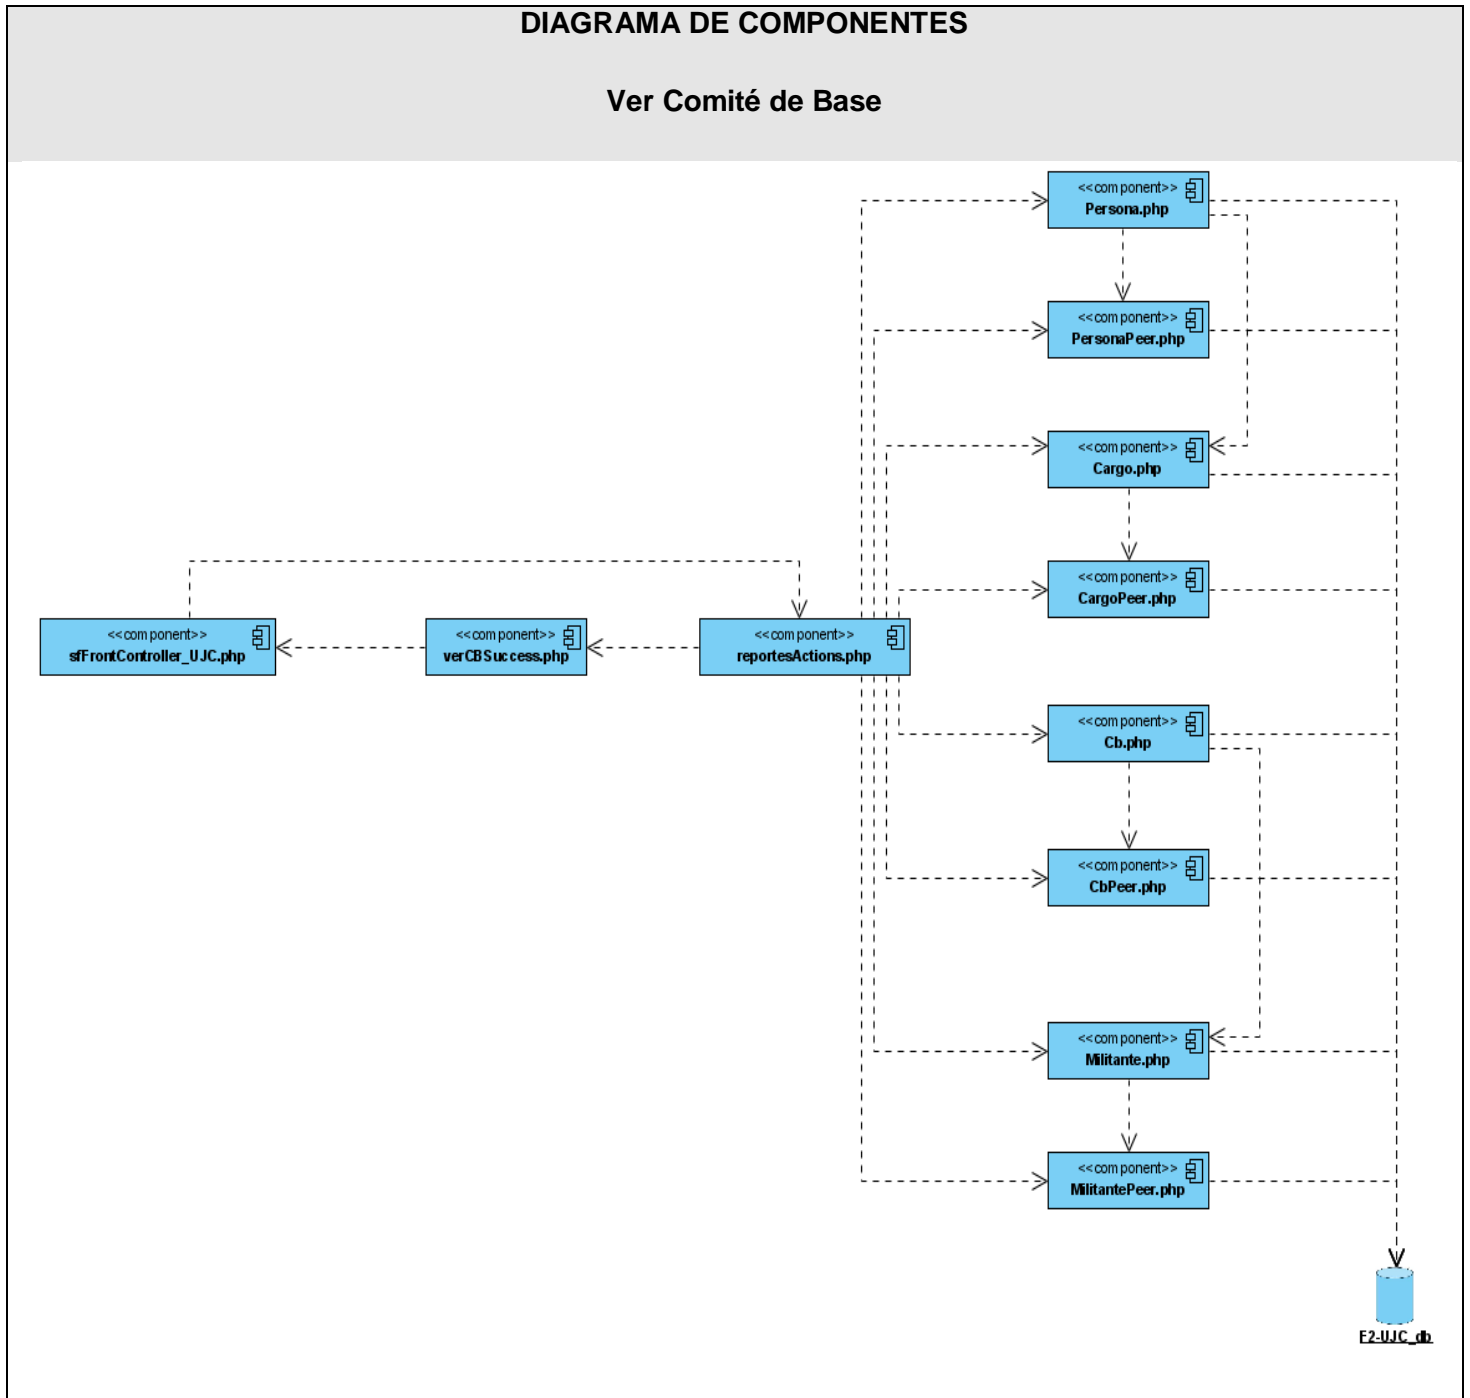 DIAGRAMA DE COMPONENTES
Ver Comité de Base
<<component>>
Persona.php
<<component>>
PersonaPeer.php
<<component>>
Cargo.php
<<component>>
CargoPeer.php
<<component>>
sfFrontController_UJC.php
<<component>>
verCBSuccess.php
<<component>>
reportesActions.php
<<component>>
Cb.php
<<component>>
CbPeer.php
<<component>>
Militante.php
<<component>>
MilitantePeer.php
F2-UJC_db